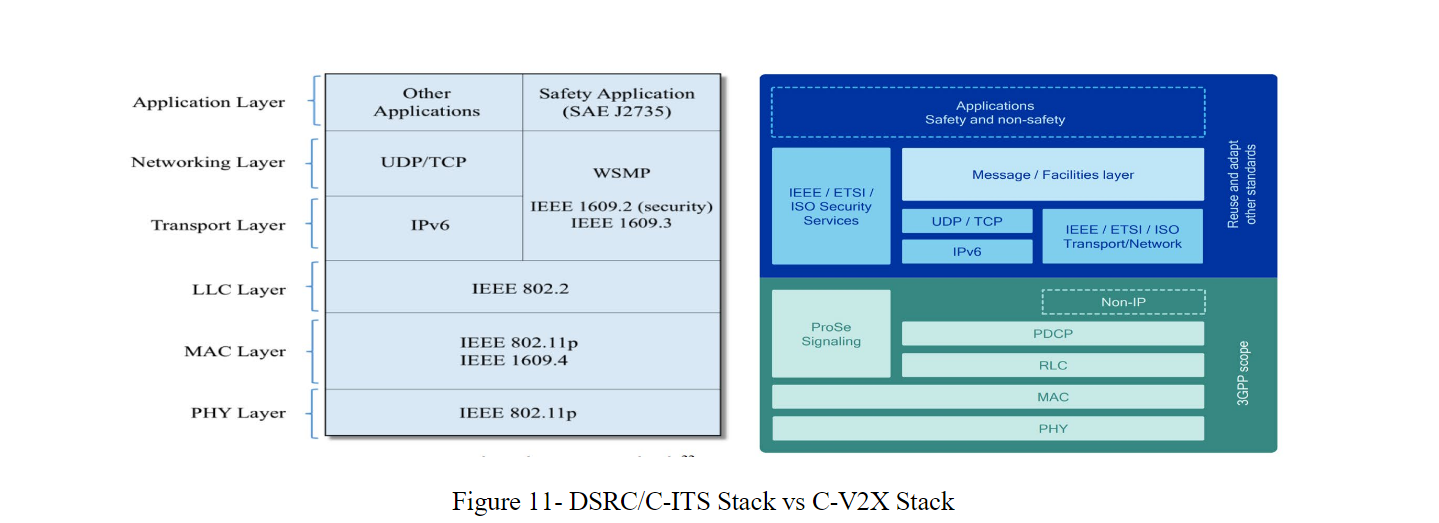 Application Layer
Networking Layer
Transport Layer
LLC Layer
MAC Layer
PHY Layer
Other
Applications
Safety Application
(SAE J2735)
UDP/TCP
IPv6
WSMP
IEEE 1609.2 (security)
IEEE 1609.3
IEEE 802.2
IEEE 802.11p
IEEE 1609.4
IEEE 802.11p
Applications
Safety and non-safety
IEEE / ETSI /
ISO Security
Services
Message / Facilities layer
UDP / TCP
IPv6
IEEE / ETSI / ISO
Transport/Network
Reuse and adapt
other standards
ProSe
Signaling
Non-IP
PDCP
RLC
MAC
PHY
3GPP scope
Figure 11- DSRC/C-ITS Stack vs C-V2X Stack